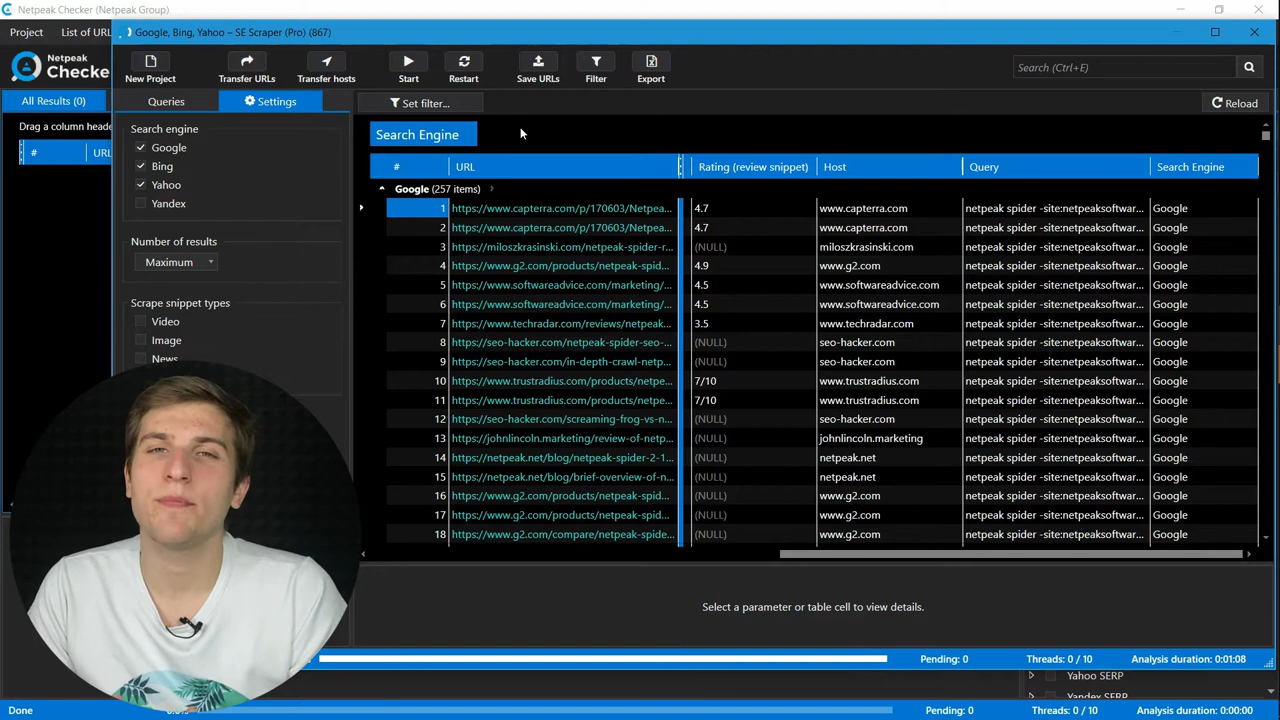 Netpeak Checker (Netpeak Group)
Project
List of URL
Google, Bing, Yahoo – SE Scraper (Pro) (867)
Netpeak
Checke
New Project
Transfer URLs
Transfer hosts
Start
Restart
Save URLs
Filter
Export
Search (Ctrl+E)
All Results (0)
Queries
Settings
Set filter...
Reload
Drag a column heade
# UR
Search engine
Google
Bing
Yahoo
Yandex
Number of results
Maximum
Scrape snippet types
Video
Image
News
Search Engine
# URL Rating (review snippet) Host Query Search Engine
Google (257 items)
1 https://www.capterra.com/p/170603/Netpea... 4.7 www.capterra.com netpeak spider -site:netpeaksoftwar... Google
2 https://www.capterra.com/p/170603/Netpea... 4.7 www.capterra.com netpeak spider -site:netpeaksoftwar... Google
3 https://miloszkrasinski.com/netpeak-spider-r... (NULL) miloszkrasinski.com netpeak spider -site:netpeaksoftwar... Google
4 https://www.g2.com/products/netpeak-spid... 4.9 www.g2.com netpeak spider -site:netpeaksoftwar... Google
5 https://www.softwareadvice.com/marketing/... 4.5 www.softwareadvice.com netpeak spider -site:netpeaksoftwar... Google
6 https://www.softwareadvice.com/marketing/... 4.5 www.softwareadvice.com netpeak spider -site:netpeaksoftwar... Google
7 https://www.techradar.com/reviews/netpeak... 3.5 www.techradar.com netpeak spider -site:netpeaksoftwar... Google
8 https://seo-hacker.com/netpeak-spider-seo-... (NULL) seo-hacker.com netpeak spider -site:netpeaksoftwar... Google
9 https://seo-hacker.com/in-depth-crawl-netp... (NULL) seo-hacker.com netpeak spider -site:netpeaksoftwar... Google
10 https://www.trustradius.com/products/netpe... 7/10 www.trustradius.com netpeak spider -site:netpeaksoftwar... Google
11 https://www.trustradius.com/products/netpe... 7/10 www.trustradius.com netpeak spider -site:netpeaksoftwar... Google
12 https://seo-hacker.com/screaming-frog-vs-n... (NULL) seo-hacker.com netpeak spider -site:netpeaksoftwar... Google
13 https://johnlincoln.marketing/review-of-netp... (NULL) johnlincoln.marketing netpeak spider -site:netpeaksoftwar... Google
14 https://netpeak.net/blog/netpeak-spider-2-1... (NULL) netpeak.net netpeak spider -site:netpeaksoftwar... Google
15 https://netpeak.net/blog/brief-overview-of-n... (NULL) netpeak.net netpeak spider -site:netpeaksoftwar... Google
16 https://www.g2.com/products/netpeak-spid... (NULL) www.g2.com netpeak spider -site:netpeaksoftwar... Google
17 https://www.g2.com/products/netpeak-spid... (NULL) www.g2.com netpeak spider -site:netpeaksoftwar... Google
18 https://www.g2.com/compare/netpeak-spide... (NULL) www.g2.com netpeak spider -site:netpeaksoftwar... Google
Select a parameter or table cell to view details.
Pending: 0 Threads: 0 / 10 Analysis duration: 0:01:08
Yahoo SERP
Yandex SERP
Done Pending: 0 Threads: 0 / 10 Analysis duration: 0:00:00